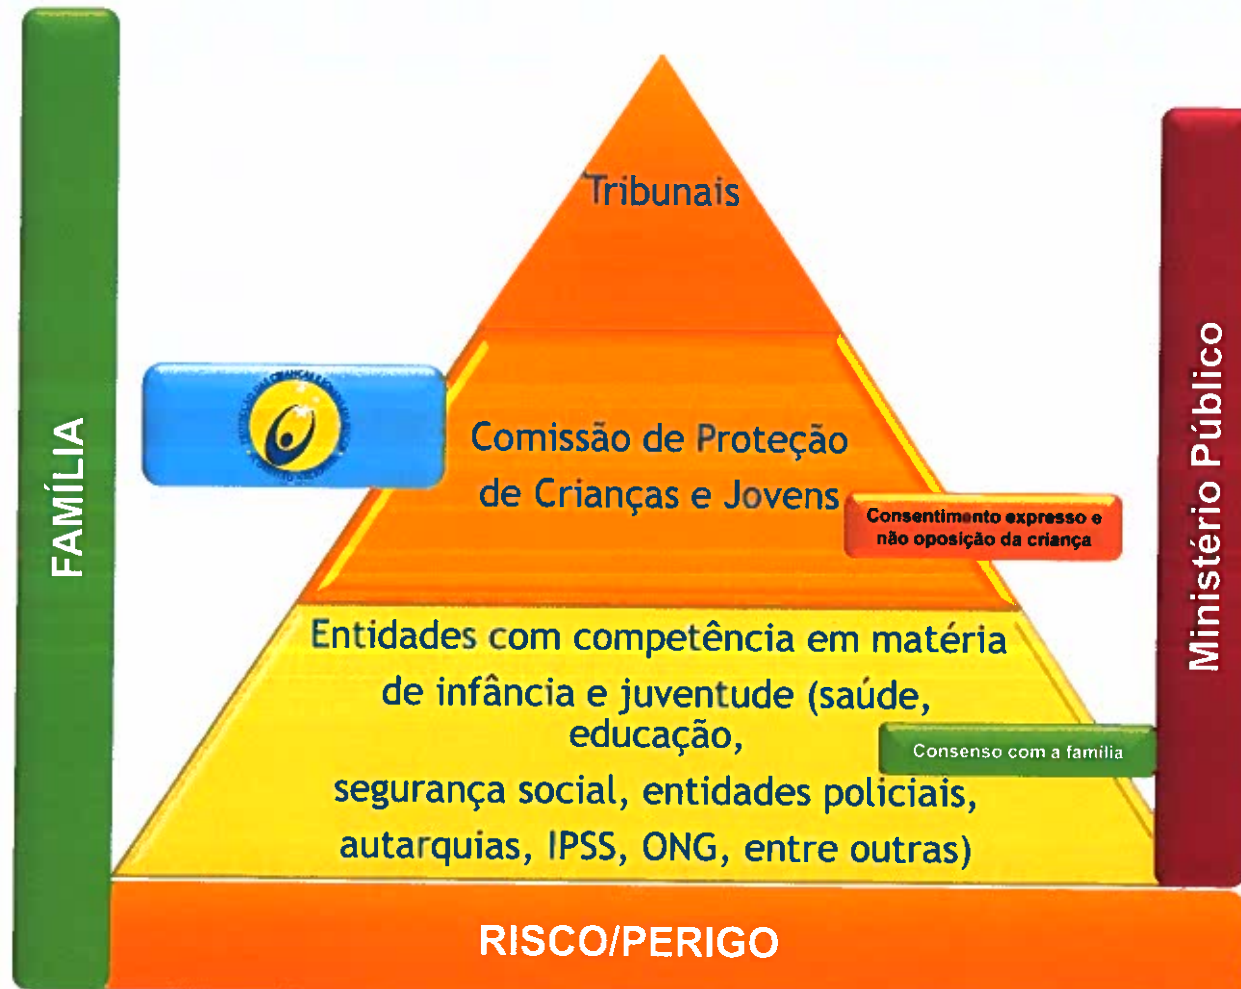 Tribunais
FAMÍLIA
Comissão de Proteção
de Crianças e Jovens
Consentimento expresso e
não oposição da criança
Ministério Público
Entidades com competência em matéria
de infância e juventude (saúde,
educação,
Consenso com a família
segurança social, entidades policiais,
autarquias, IPSS, ONG, entre outras)
RISCO/PERIGO